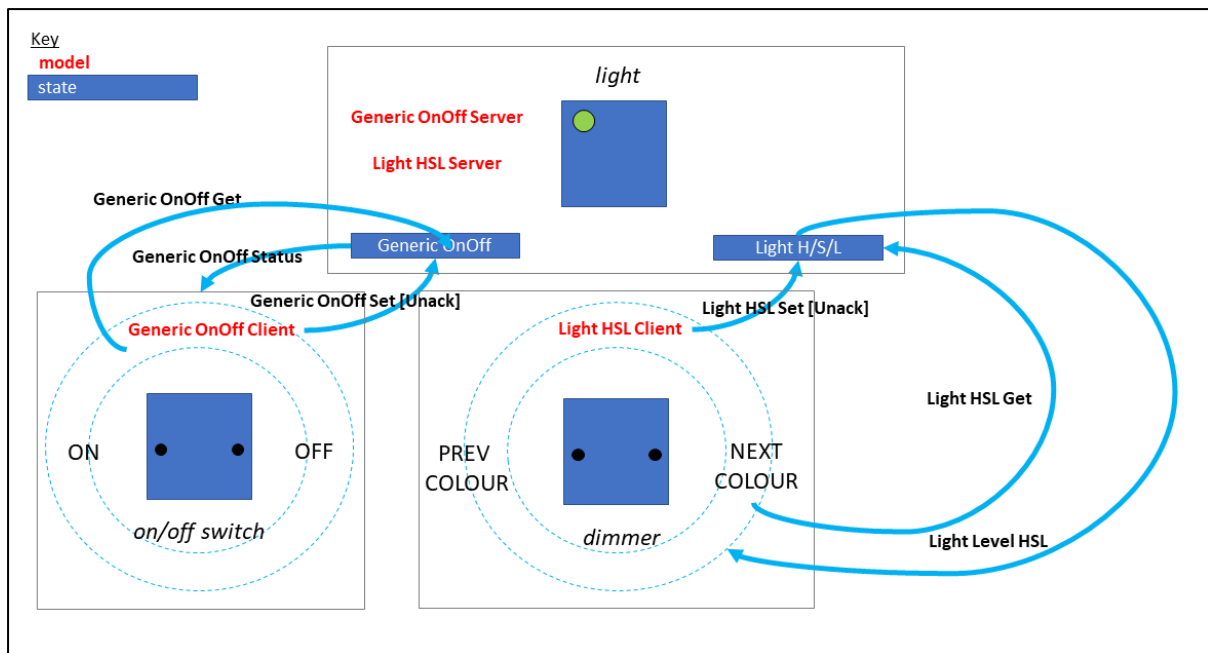 Key
model
state
light
Generic OnOff Server
Light HSL Server
Generic OnOff Get
Generic OnOff
Light H/S/L
Generic OnOff Status
Generic OnOff Set [Unack]
Light HSL Set [Unack]
Generic OnOff Client
Light HSL Client
Light HSL Get
ON
OFF
PREV
COLOUR
NEXT
COLOUR
on/off switch
dimmer
Light Level HSL